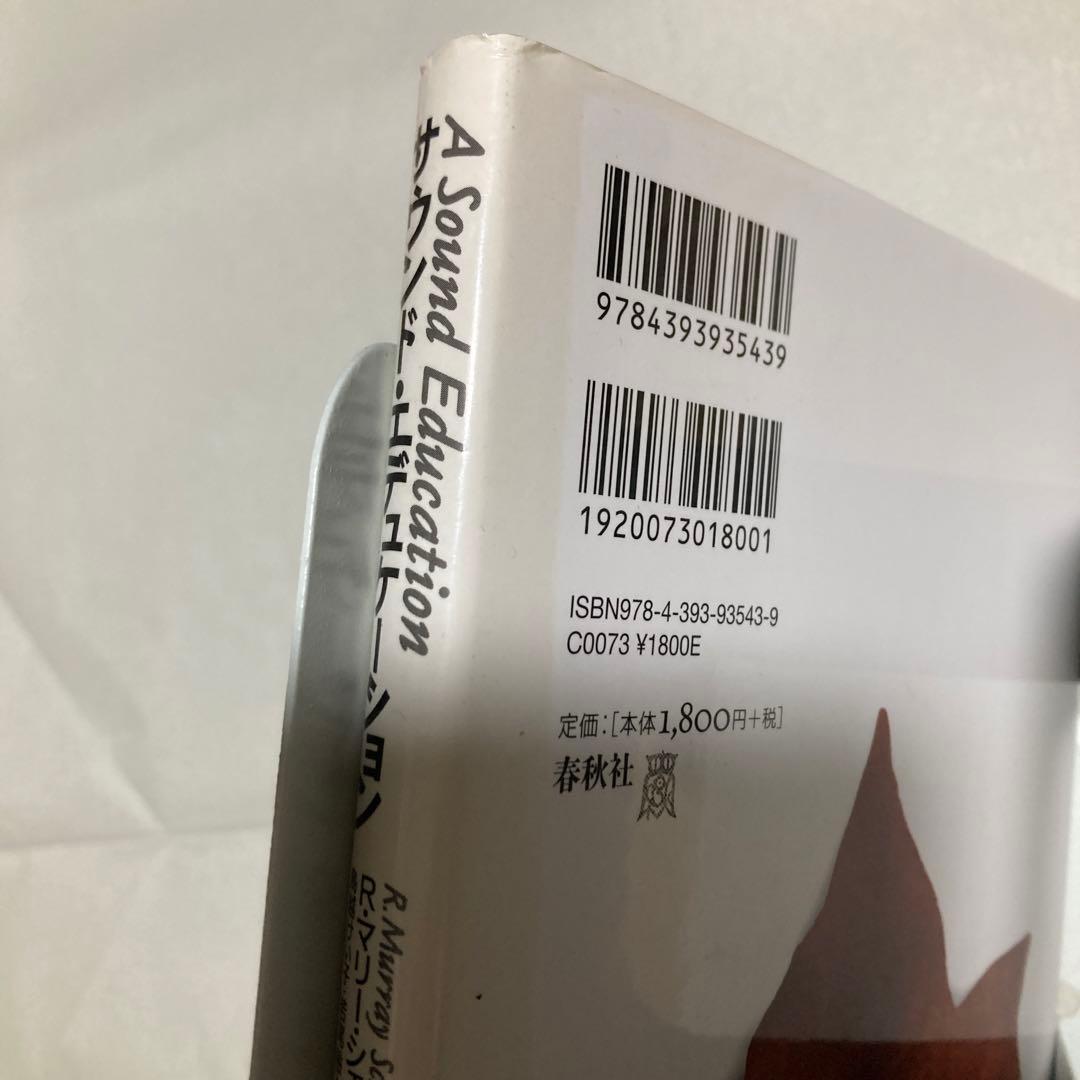 A Sound Education
サウンド・エデュケーション
R. Murray
R・マリー・シ
9784393935439
1920073018001
ISBN978-4-393-93543-9
C0073 ¥1800E
定価：[本体1,800円+税]
春秋社